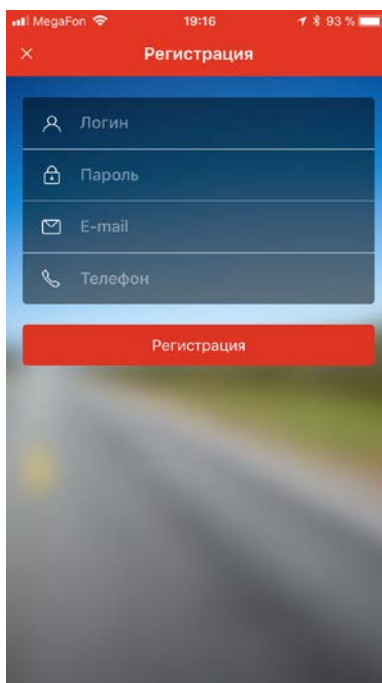 MegaFon 19:16 93 %
Регистрация
Логин
Пароль
E-mail
Телефон
Регистрация